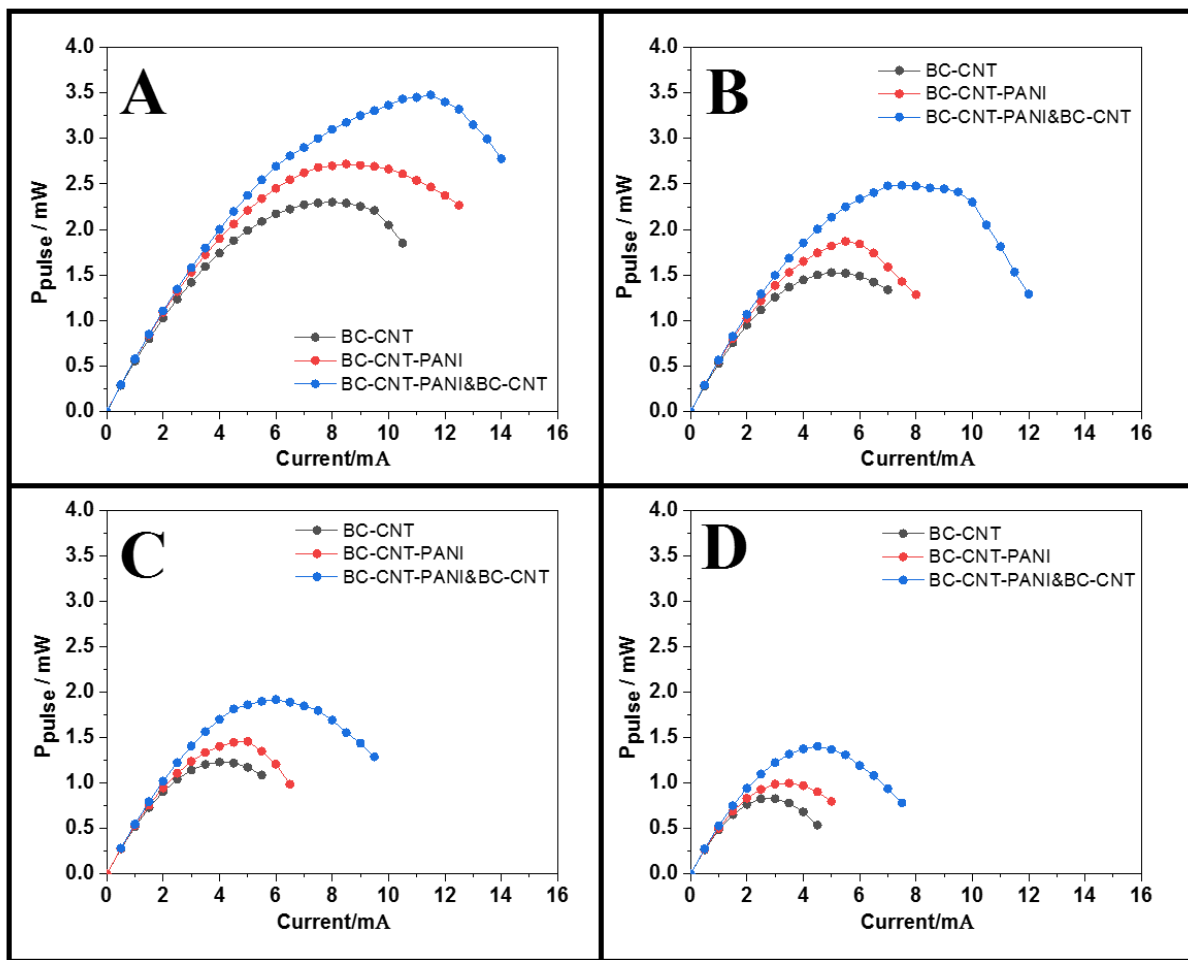 A
4.0
3.5
3.0
2.5
2.0
1.5
1.0
0.5
0.0
Ppulse / mW
BC-CNT
BC-CNT-PANI
BC-CNT-PANI&BC-CNT
0 2 4 6 8 10 12 14 16
Current/mA
B
4.0
3.5
3.0
2.5
2.0
1.5
1.0
0.5
0.0
Ppulse / mW
BC-CNT
BC-CNT-PANI
BC-CNT-PANI&BC-CNT
0 2 4 6 8 10 12 14 16
Current/mA
C
4.0
3.5
3.0
2.5
2.0
1.5
1.0
0.5
0.0
Ppulse / mW
BC-CNT
BC-CNT-PANI
BC-CNT-PANI&BC-CNT
0 2 4 6 8 10 12 14 16
Current/mA
D
4.0
3.5
3.0
2.5
2.0
1.5
1.0
0.5
0.0
Ppulse / mW
BC-CNT
BC-CNT-PANI
BC-CNT-PANI&BC-CNT
0 2 4 6 8 10 12 14 16
Current/mA